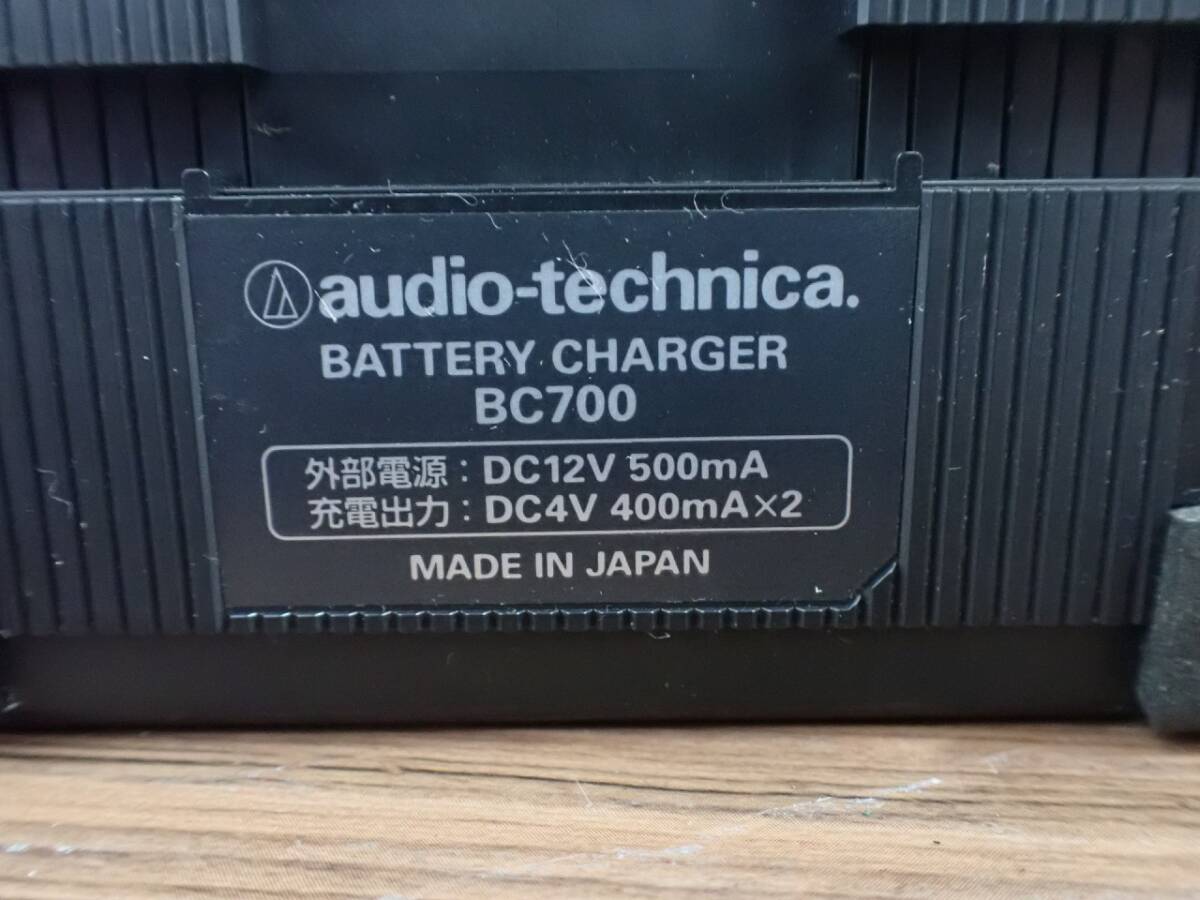 audio-technica.
BATTERY CHARGER
BC700
外部電源：DC12V 500mA
充電出力：DC4V 400mA×2
MADE IN JAPAN